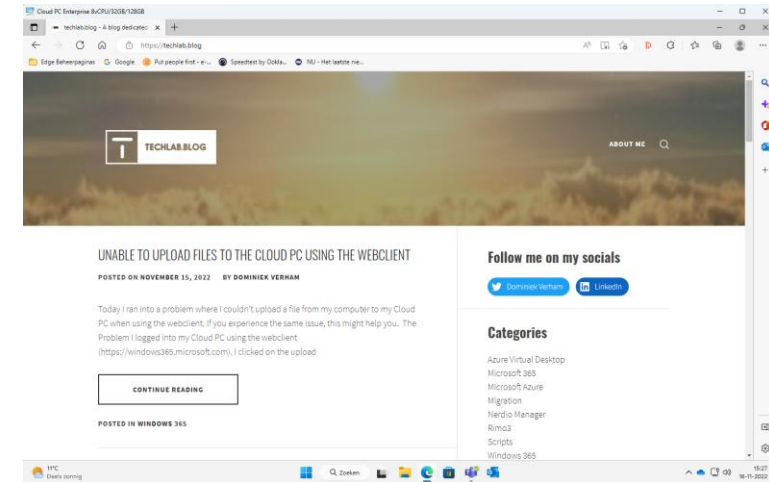 Cloud PC Enterprise 8vCPU/32GB/128GB
techlab.blog - A blog dedicated
https://techlab.blog
Edge Beheerpaginas Google Put people first - e-... Speedtest by Ookla... NU - Het laatste nie...
TECHLAB.BLOG
ABOUT ME
UNABLE TO UPLOAD FILES TO THE CLOUD PC USING THE WEBCLIENT
POSTED ON NOVEMBER 15, 2022 BY DOMINIEK VERHAM
Today I ran into a problem where I couldn't upload a file from my computer to my Cloud
PC when using the webclient. If you experience the same issue, this might help you. The
Problem I logged into my Cloud PC using the webclient
(https://windows365.microsoft.com). I clicked on the upload
CONTINUE READING
POSTED IN WINDOWS 365
Follow me on my socials
Dominiek Verham LinkedIn
Categories
Azure Virtual Desktop
Microsoft 365
Microsoft Azure
Migration
Nerdio Manager
Rimo3
Scripts
Windows 365
11°C
Deels zonnig
Zoeken
15:27
16-11-2022